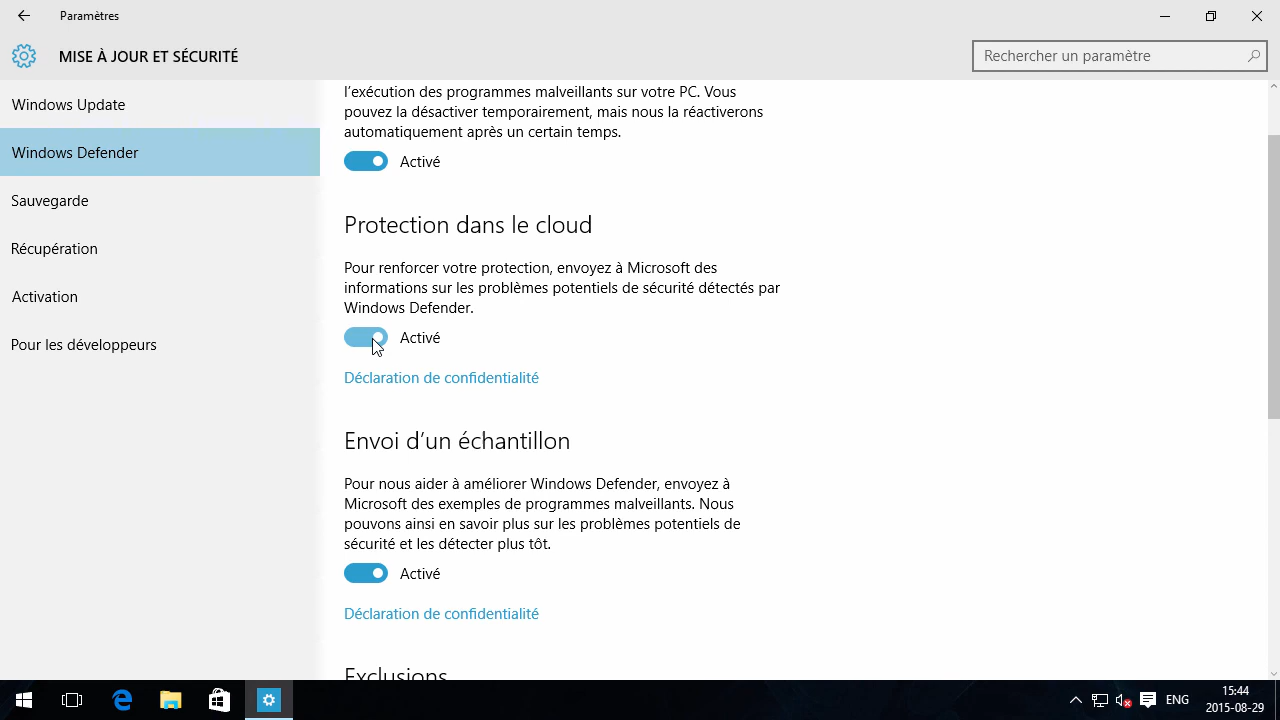 Paramètres
MISE À JOUR ET SÉCURITÉ
Rechercher un paramètre
Windows Update
Windows Defender
Sauvegarde
Récupération
Activation
Pour les développeurs
l'exécution des programmes malveillants sur votre PC. Vous
pouvez la désactiver temporairement, mais nous la réactiverons
automatiquement après un certain temps.
Activé
Protection dans le cloud
Pour renforcer votre protection, envoyez à Microsoft des
informations sur les problèmes potentiels de sécurité détectés par
Windows Defender.
Activé
Déclaration de confidentialité
Envoi d'un échantillon
Pour nous aider à améliorer Windows Defender, envoyez à
Microsoft des exemples de programmes malveillants. Nous
pouvons ainsi en savoir plus sur les problèmes potentiels de
sécurité et les détecter plus tôt.
Activé
Déclaration de confidentialité
Exclusions
ENG
15:44
2015-08-29